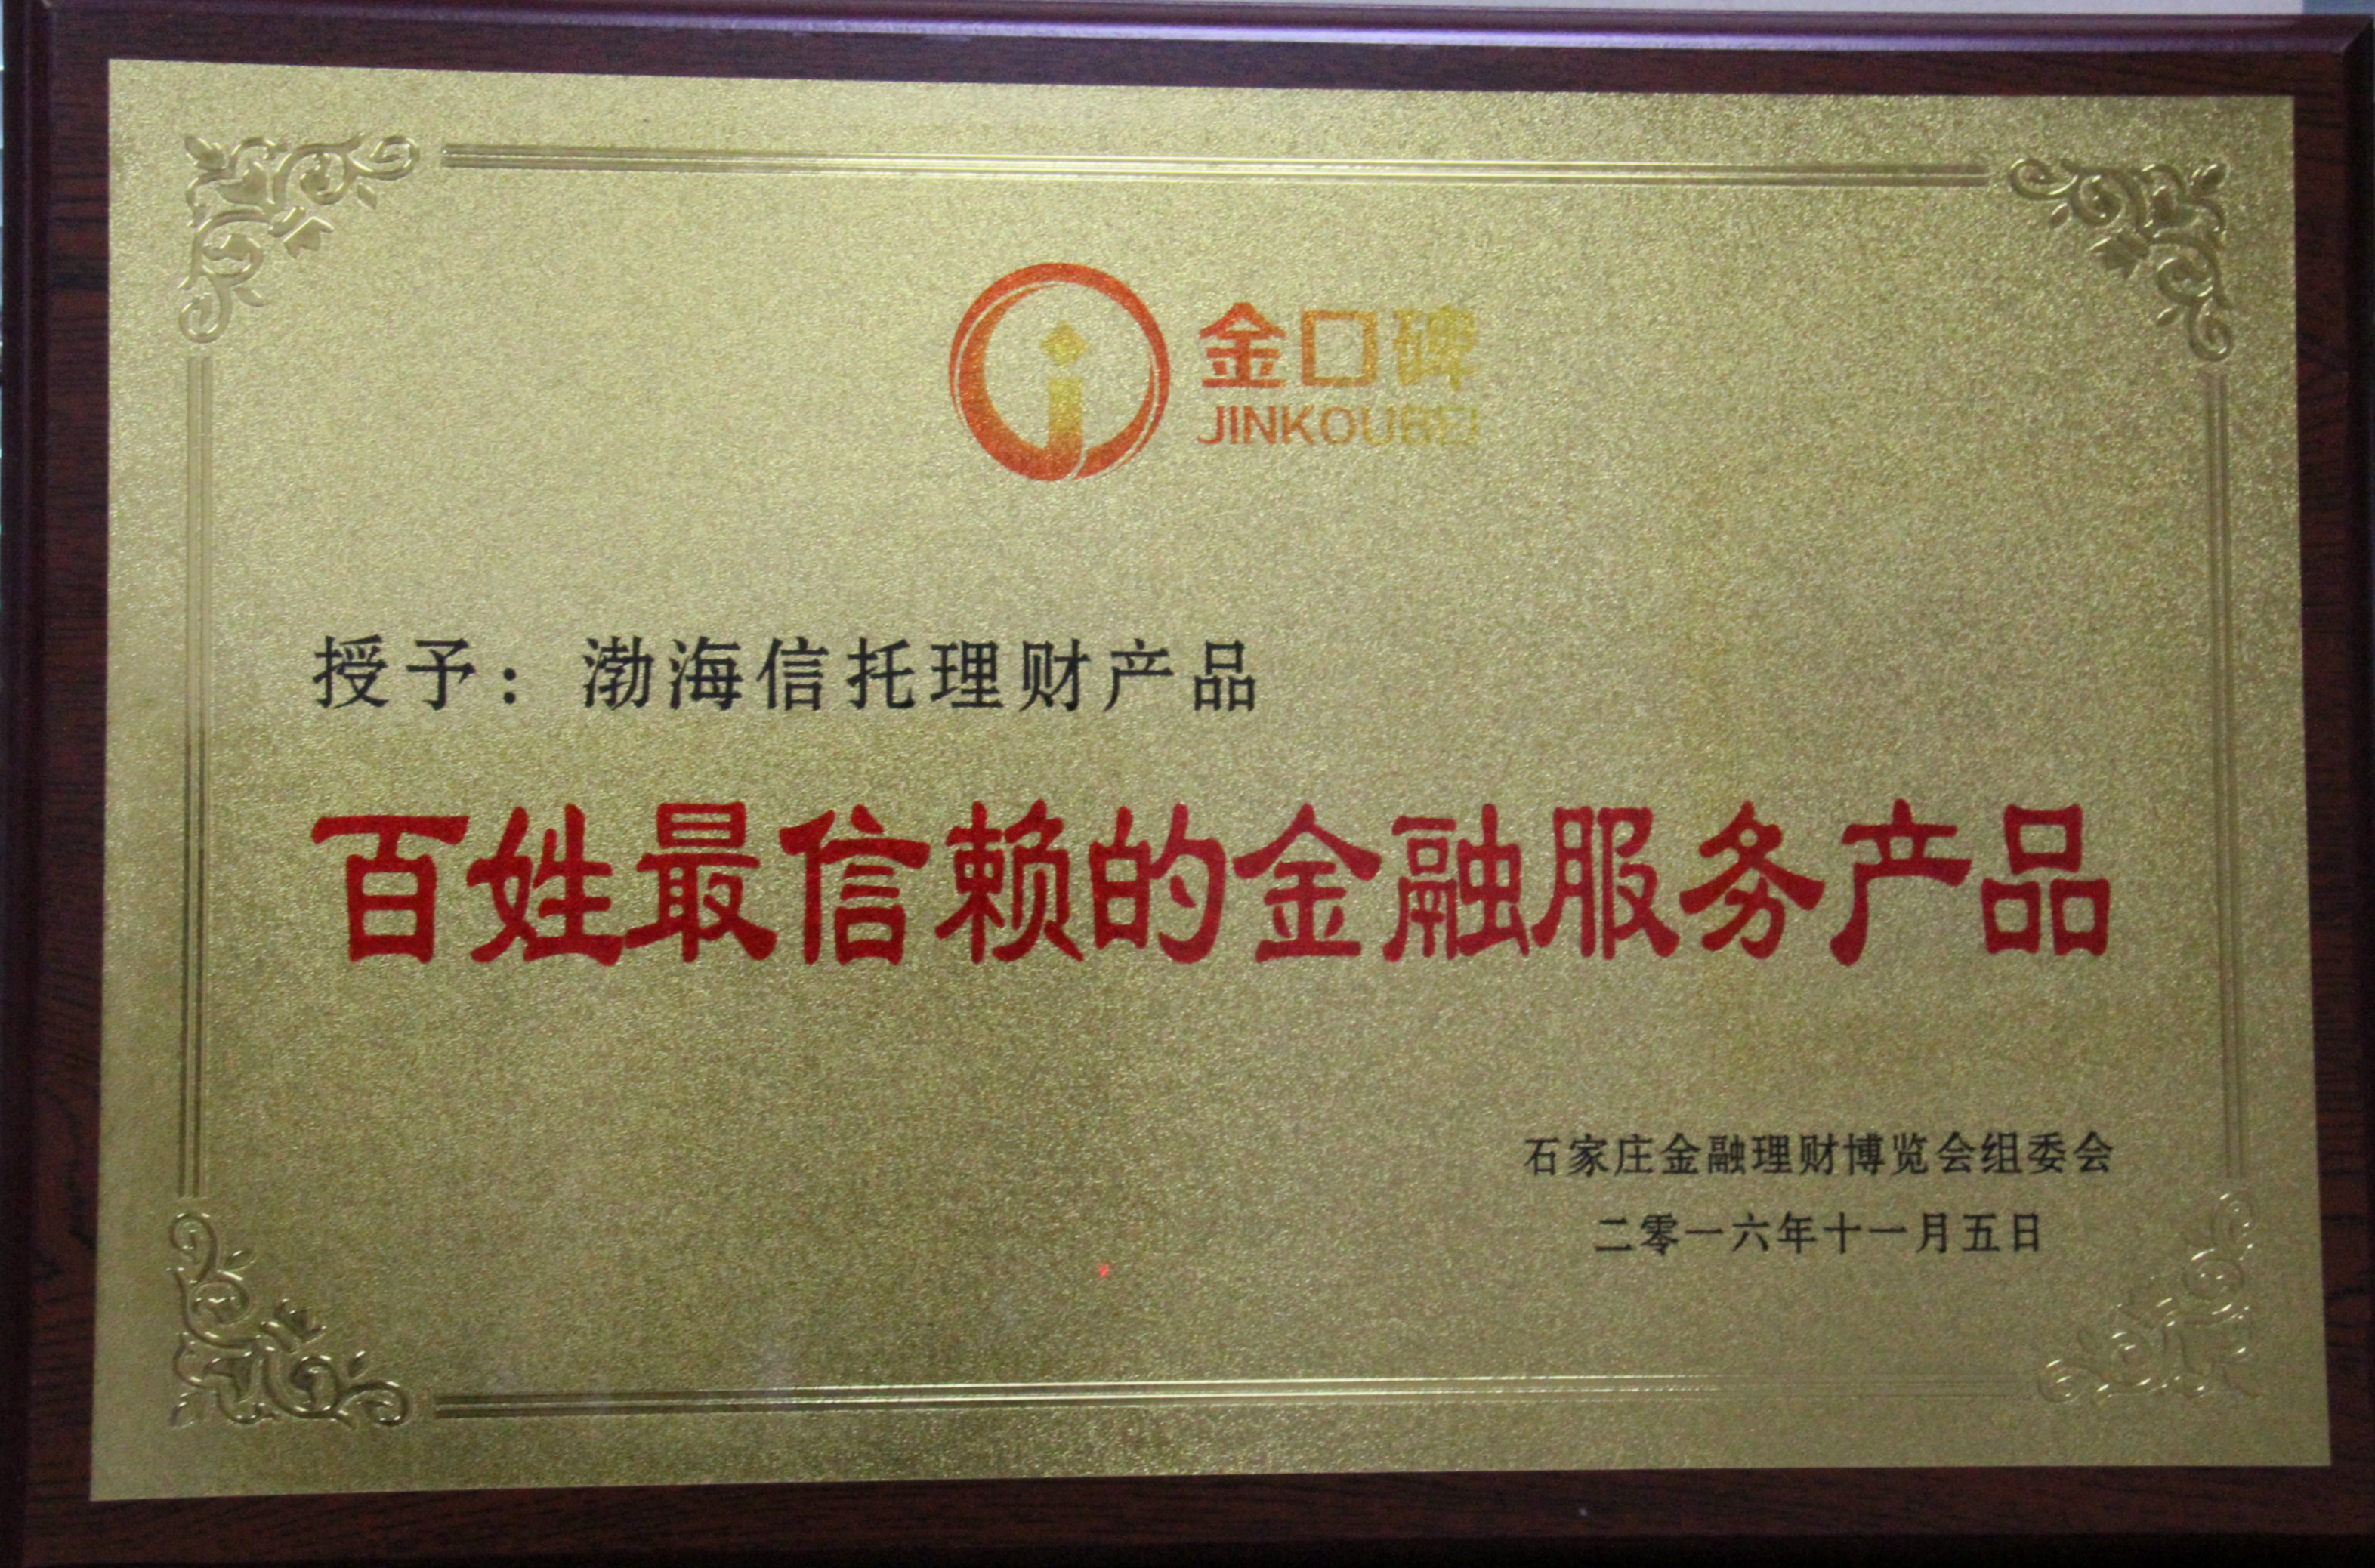 金口碑
JINKOUBEI
授予：渤海信托理财产品
百姓最信赖的金融服务产品
石家庄金融理财博览会组委会
二零一六年十一月五日